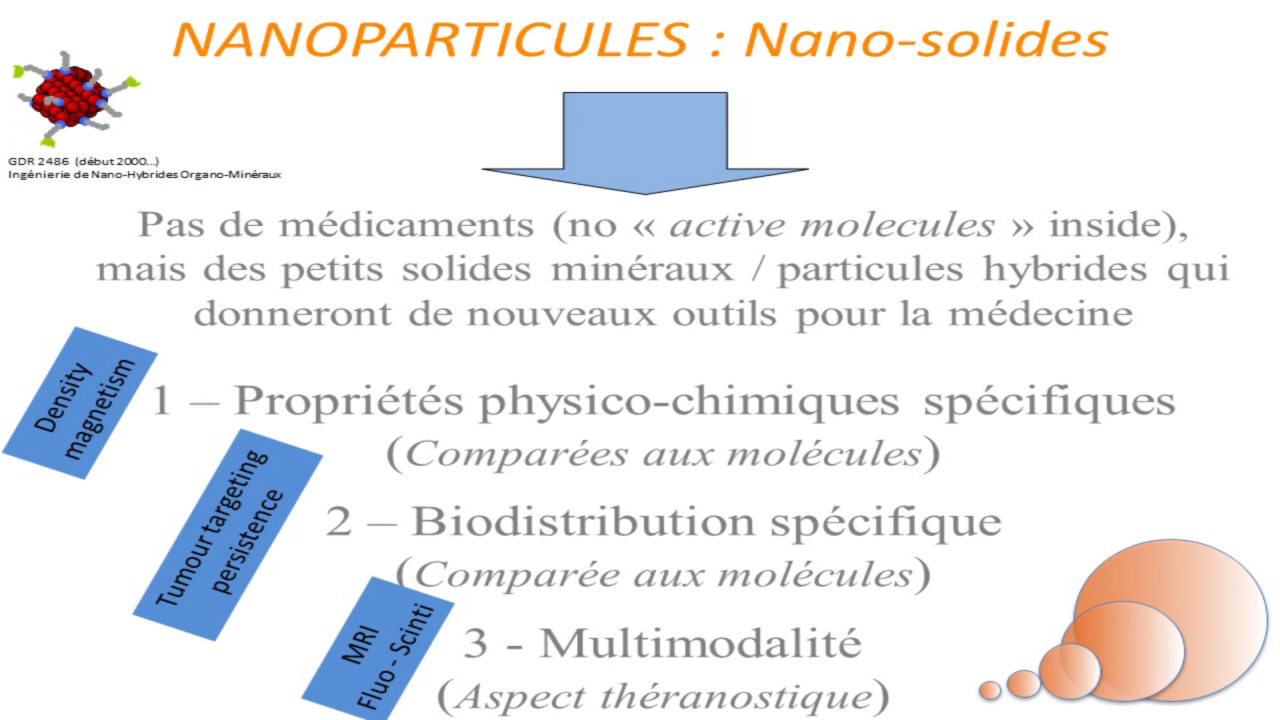 NANOPARTICULES : Nano-solides
GDR 2486 (début 2000...)
Ingénierie de Nano-Hybrides Organo-Minéraux
Pas de médicaments (no « active molecules » inside),
mais des petits solides minéraux / particules hybrides qui
donneront de nouveaux outils pour la médecine
Density
magnetism
1 – Propriétés physico-chimiques spécifiques
(Comparées aux molécules)
Tumour targeting
persistence
2 – Biodistribution spécifique
(Comparée aux molécules)
MRI
Fluo - Scinti
3 - Multimodalité
(Aspect théranostique)